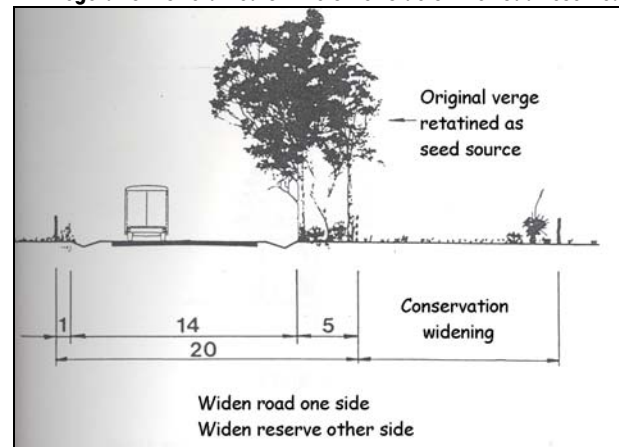 Original verge
retatined as
seed source
1 14 5
20
Conservation
widening
Widen road one side
Widen reserve other side